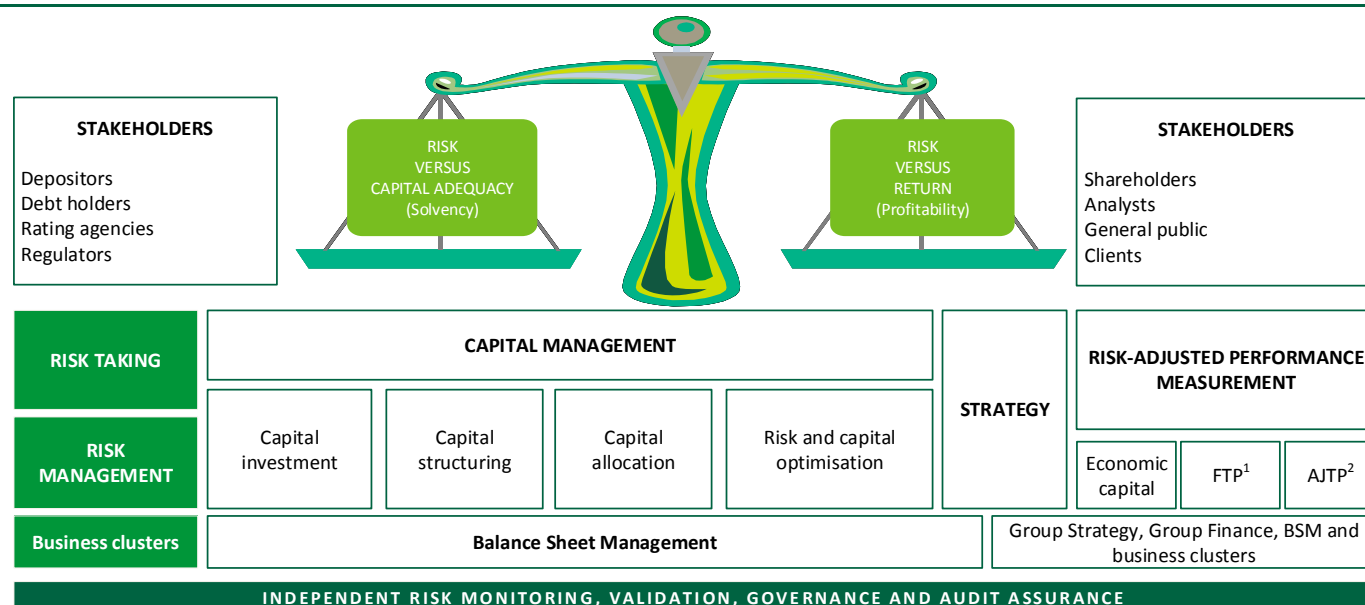 STAKEHOLDERS
Depositors
Debt holders
Rating agencies
Regulators
RISK
VERSUS
CAPITAL ADEQUACY
(Solvency)
RISK
VERSUS
RETURN
(Profitability)
STAKEHOLDERS
Shareholders
Analysts
General public
Clients
RISK TAKING
CAPITAL MANAGEMENT
STRATEGY
RISK-ADJUSTED PERFORMANCE
MEASUREMENT
RISK
MANAGEMENT
Capital
investment
Capital
structuring
Capital
allocation
Risk and capital
optimisation
Economic
capital
FTP¹
AJTP²
Business clusters
Balance Sheet Management
Group Strategy, Group Finance, BSM and
business clusters
INDEPENDENT RISK MONITORING, VALIDATION, GOVERNANCE AND AUDIT ASSURANCE